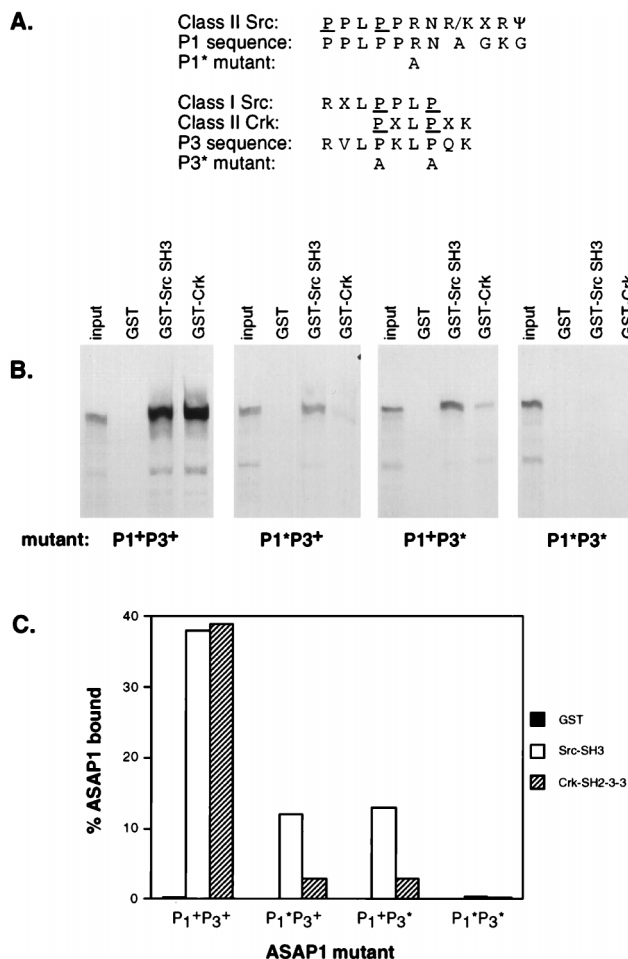 A.
Class II Src: P P L P P R N R/K X R Ψ
P1 sequence: P P L P P R N A G K G
P1* mutant: A
Class I Src: R X L P P L P
Class II Crk: P X L P X K
P3 sequence: R V L P K L P Q K
P3* mutant: A A
B.
input GST GST-Src SH3 GST-Crk
input GST GST-Src SH3 GST-Crk
input GST GST-Src SH3 GST-Crk
input GST GST-Src SH3 GST-Crk
mutant: P1+P3+ P1*P3+ P1+P3* P1*P3*
C.
% ASAP1 bound
40
30
20
10
0
P1+P3+ P1*P3+ P1+P3* P1*P3*
ASAP1 mutant
GST
Src-SH3
Crk-SH2-3-3